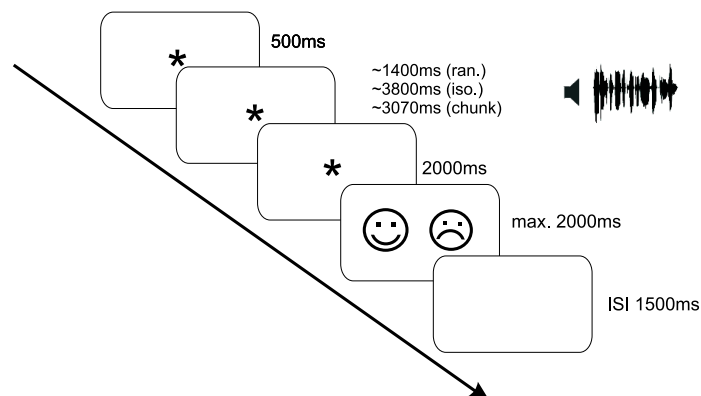 *
500ms
*
~1400ms (ran.)
~3800ms (iso.)
~3070ms (chunk)
*
2000ms
max. 2000ms
ISI 1500ms